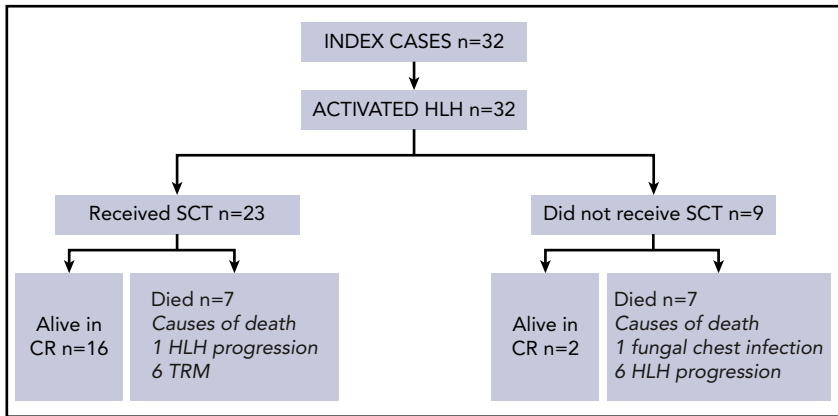 INDEX CASES n=32
ACTIVATED HLH n=32
Received SCT n=23
Did not receive SCT n=9
Alive in
CR n=16
Died n=7
Causes of death
1 HLH progression
6 TRM
Alive in
CR n=2
Died n=7
Causes of death
1 fungal chest infection
6 HLH progression